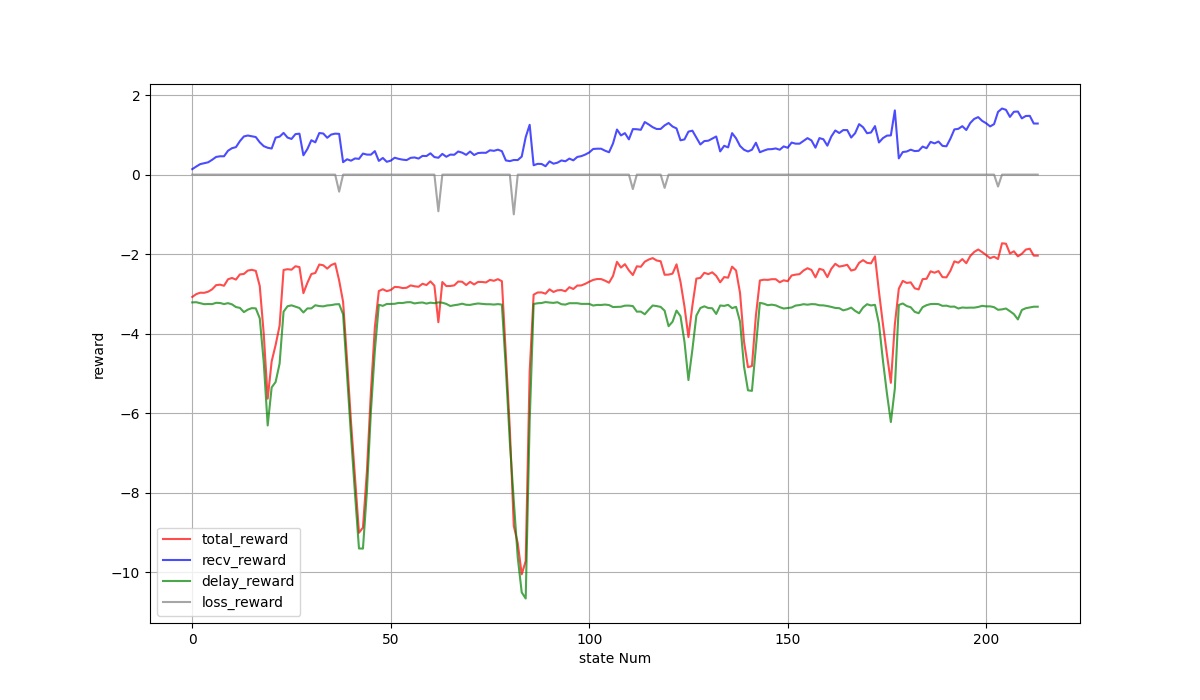 2
0
−2
−4
−6
−8
−10
reward
total_reward
recv_reward
delay_reward
loss_reward
0 50 100 150 200
state Num